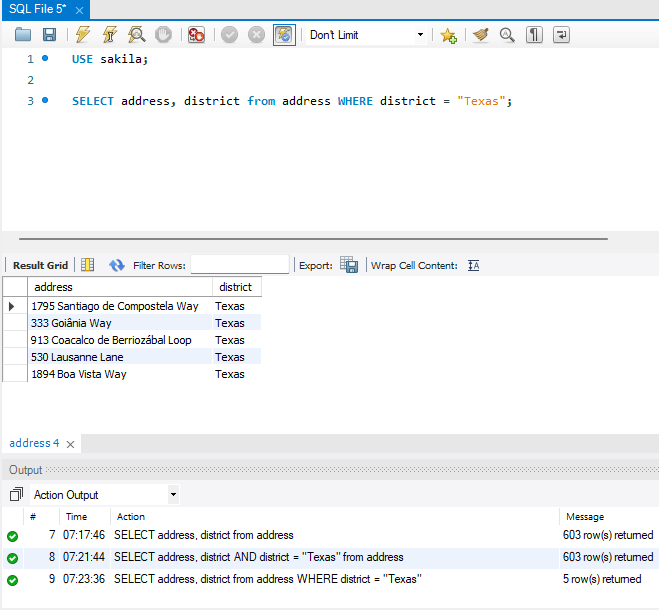 SQL File 5*
Don't Limit
1 USE sakila;
2
3 SELECT address, district from address WHERE district = "Texas";
Result Grid Filter Rows: Export: Wrap Cell Content: IA
address district
1795 Santiago de Compostela Way Texas
333 Goiânia Way Texas
913 Coacalco de Berriozábal Loop Texas
530 Lausanne Lane Texas
1894 Boa Vista Way Texas
address 4
Output
Action Output
# Time Action Message
7 07:17:46 SELECT address, district from address 603 row(s) returned
8 07:21:44 SELECT address, district AND district = "Texas" from address 603 row(s) returned
9 07:23:36 SELECT address, district from address WHERE district = "Texas" 5 row(s) returned